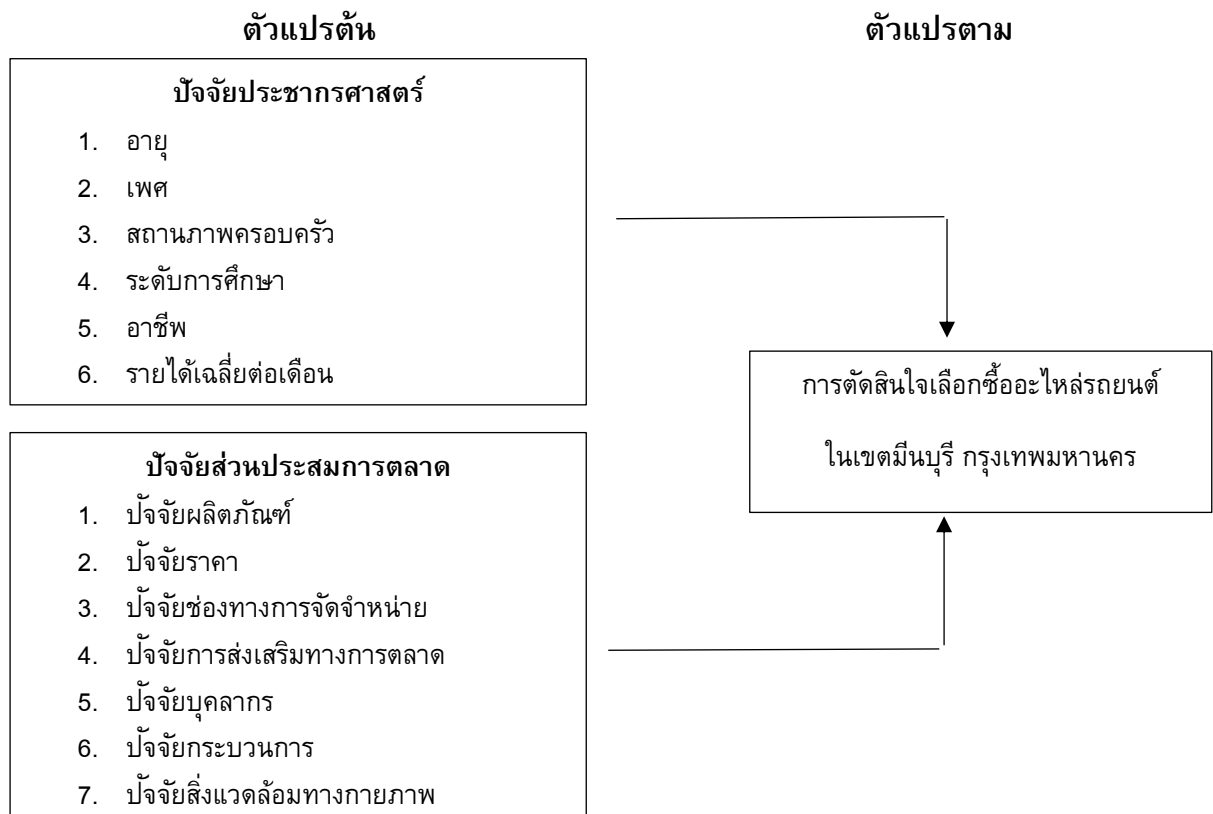 ตัวแปรต้น
ตัวแปรตาม
ปัจจัยประชากรศาสตร์
1. อายุ
2. เพศ
3. สถานภาพครอบครัว
4. ระดับการศึกษา
5. อาชีพ
6. รายได้เฉลี่ยต่อเดือน
ปัจจัยส่วนประสมการตลาด
1. ปัจจัยผลิตภัณฑ์
2. ปัจจัยราคา
3. ปัจจัยช่องทางการจัดจำหน่าย
4. ปัจจัยการส่งเสริมทางการตลาด
5. ปัจจัยบุคลากร
6. ปัจจัยกระบวนการ
7. ปัจจัยสิ่งแวดล้อมทางกายภาพ
การตัดสินใจเลือกซื้ออะไหล่รถยนต์
ในเขตมีนบุรี กรุงเทพมหานคร